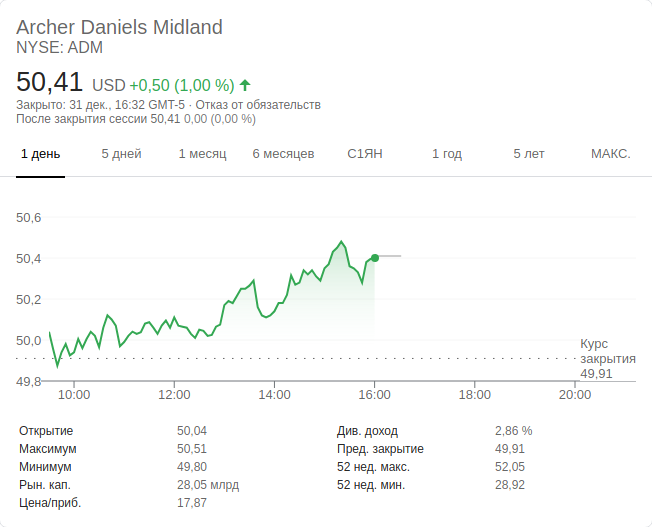 Archer Daniels Midland
NYSE: ADM
50,41 USD +0,50 (1,00 %)
Закрыто: 31 дек., 16:32 GMT-5 · Отказ от обязательств
После закрытия сессии 50,41 0,00 (0,00 %)
1 день 5 дней 1 месяц 6 месяцев С1ЯН 1 год 5 лет МАКС.
50,6
50,4
50,2
50,0
Курс
закрытия
49,91
49,8
10:00 12:00 14:00 16:00 18:00 20:00
Открытие 50,04 Див. доход 2,86 %
Максимум 50,51 Пред. закрытие 49,91
Минимум 49,80 52 нед. макс. 52,05
Рын. кап. 28,05 млрд 52 нед. мин. 28,92
Цена/приб. 17,87